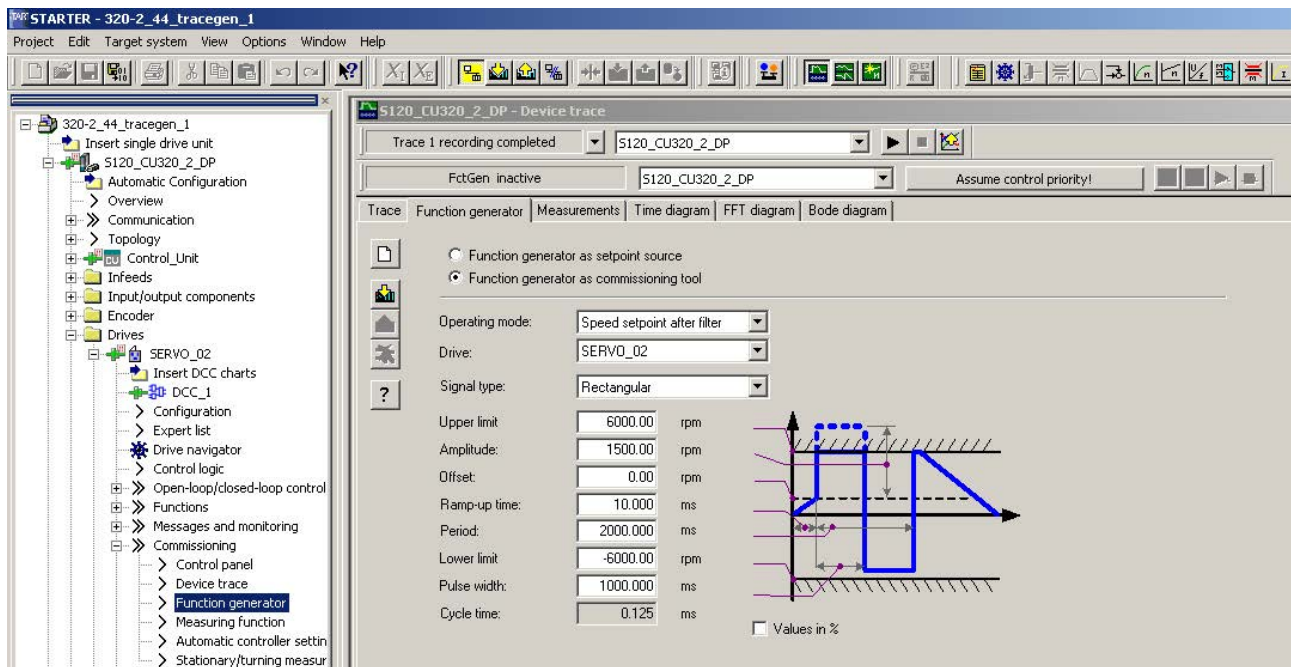 STARTER - 320-2_44_tracegen_1
Project Edit Target system View Options Window Help
320-2_44_tracegen_1
Insert single drive unit
S120_CU320_2_DP
Automatic Configuration
Overview
Communication
Topology
Control_Unit
Infeeds
Input/output components
Encoder
Drives
SERVO_02
Insert DCC charts
DCC_1
Configuration
Expert list
Drive navigator
Control logic
Open-loop/closed-loop control
Functions
Messages and monitoring
Commissioning
Control panel
Device trace
Function generator
Measuring function
Automatic controller settin
Stationary/turning measur
S120_CU320_2_DP - Device trace
Trace 1 recording completed S120_CU320_2_DP
FctGen inactive S120_CU320_2_DP Assume control priority!
Trace Function generator Measurements Time diagram FFT diagram Bode diagram
Function generator as setpoint source
Function generator as commissioning tool
Operating mode: Speed setpoint after filter
Drive: SERVO_02
Signal type: Rectangular
Upper limit 6000.00 rpm
Amplitude: 1500.00 rpm
Offset: 0.00 rpm
Ramp-up time: 10.000 ms
Period: 2000.000 ms
Lower limit -6000.00 rpm
Pulse width: 1000.000 ms
Cycle time: 0.125 ms
Values in %